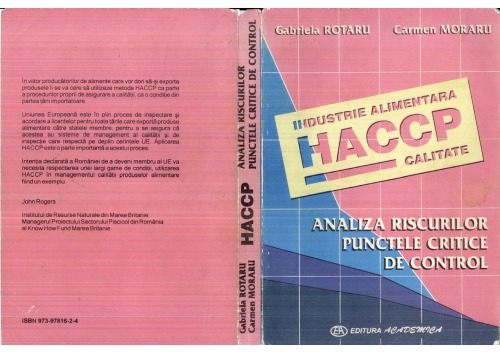 În viitor producătorilor de alimente care vor dori să-și exporte
produsele li se va cere să utilizeze metoda HACCP ca parte
a procedurilor proprii de asigurare a calității, ca o condiție din
partea țării importatoare.
Uniunea Europeană este în plin proces de inspectare și
acordare a licențelor pentru toate țările care exportă produse
alimentare către statele membre, pentru a se asigura că
acestea au sisteme de management al calității și de
inspecție care respectă pe deplin cerințele UE. Aplicarea
HACCP este o parte importantă a acestui proces.
Intenția declarată a României de a deveni membru al UE va
necesita respectarea unei largi game de condiții, utilizarea
HACCP în managementul calității produselor alimentare
fiind un exemplu.
John Rogers
Institutul de Resurse Naturale din Marea Britanie
Managerul Proiectului Sectorului Piscicol din România
al Know How Fund Marea Britanie
ISBN 973-97816-2-4
Gabriela ROTARU
Carmen MORARU
HACCP
ANALIZA RISCURILOR
PUNCTELE CRITICE DE CONTROL
Gabriela ROTARU Carmen MORARU
INDUSTRIE ALIMENTARA
HACCP
CALITATE
ANALIZA RISCURILOR
PUNCTELE CRITICE
DE CONTROL
EA EDITURA ACADEMICA